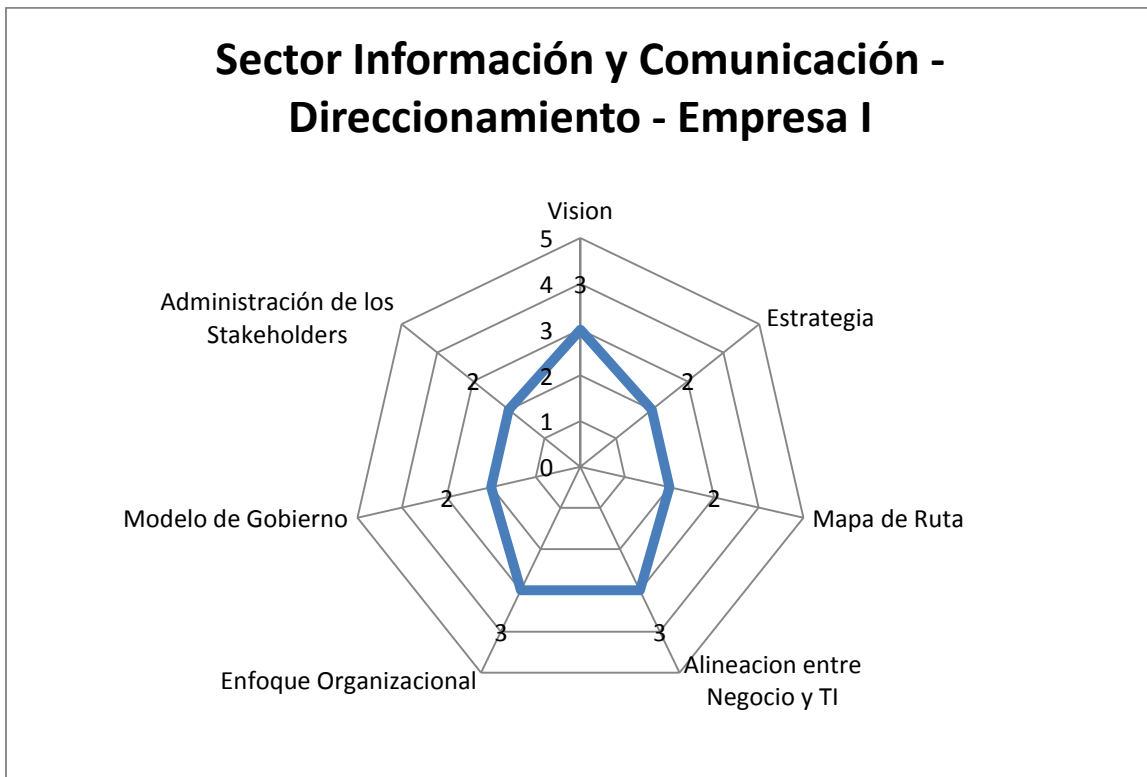 Sector Información y Comunicación -
Direccionamiento - Empresa I
Vision
5
4
3
3
2
1
0
Estrategia
2
Mapa de Ruta
2
Alineacion entre
Negocio y TI
3
Enfoque Organizacional
3
Modelo de Gobierno
2
Administración de los
Stakeholders
2